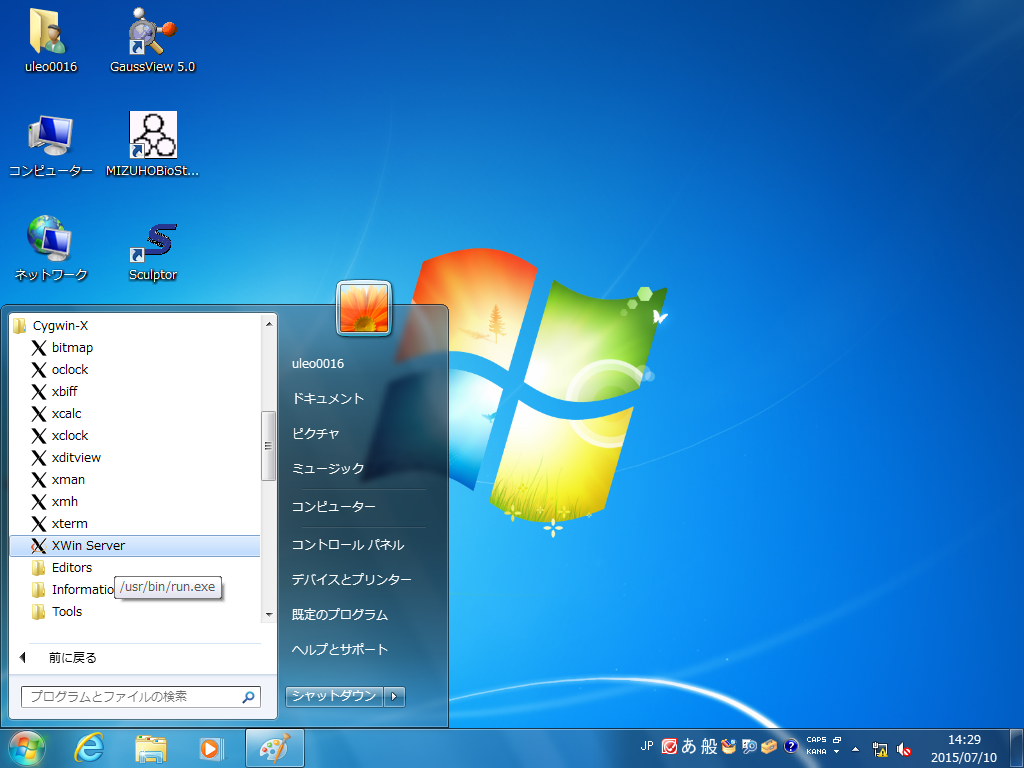 uleo0016
GaussView 5.0
コンピューター
MIZUHOBioSt...
ネットワーク
Sculptor
Cygwin-X
bitmap
oclock
xbiff
xcalc
xclock
xditview
xman
xmh
xterm
XWin Server
Editors
Informatio
/usr/bin/run.exe
Tools
前に戻る
プログラムとファイルの検索
uleo0016
ドキュメント
ピクチャ
ミュージック
コンピューター
コントロール パネル
デバイスとプリンター
既定のプログラム
ヘルプとサポート
シャットダウン
JP あ 般 CAPS
KANA
14:29
2015/07/10